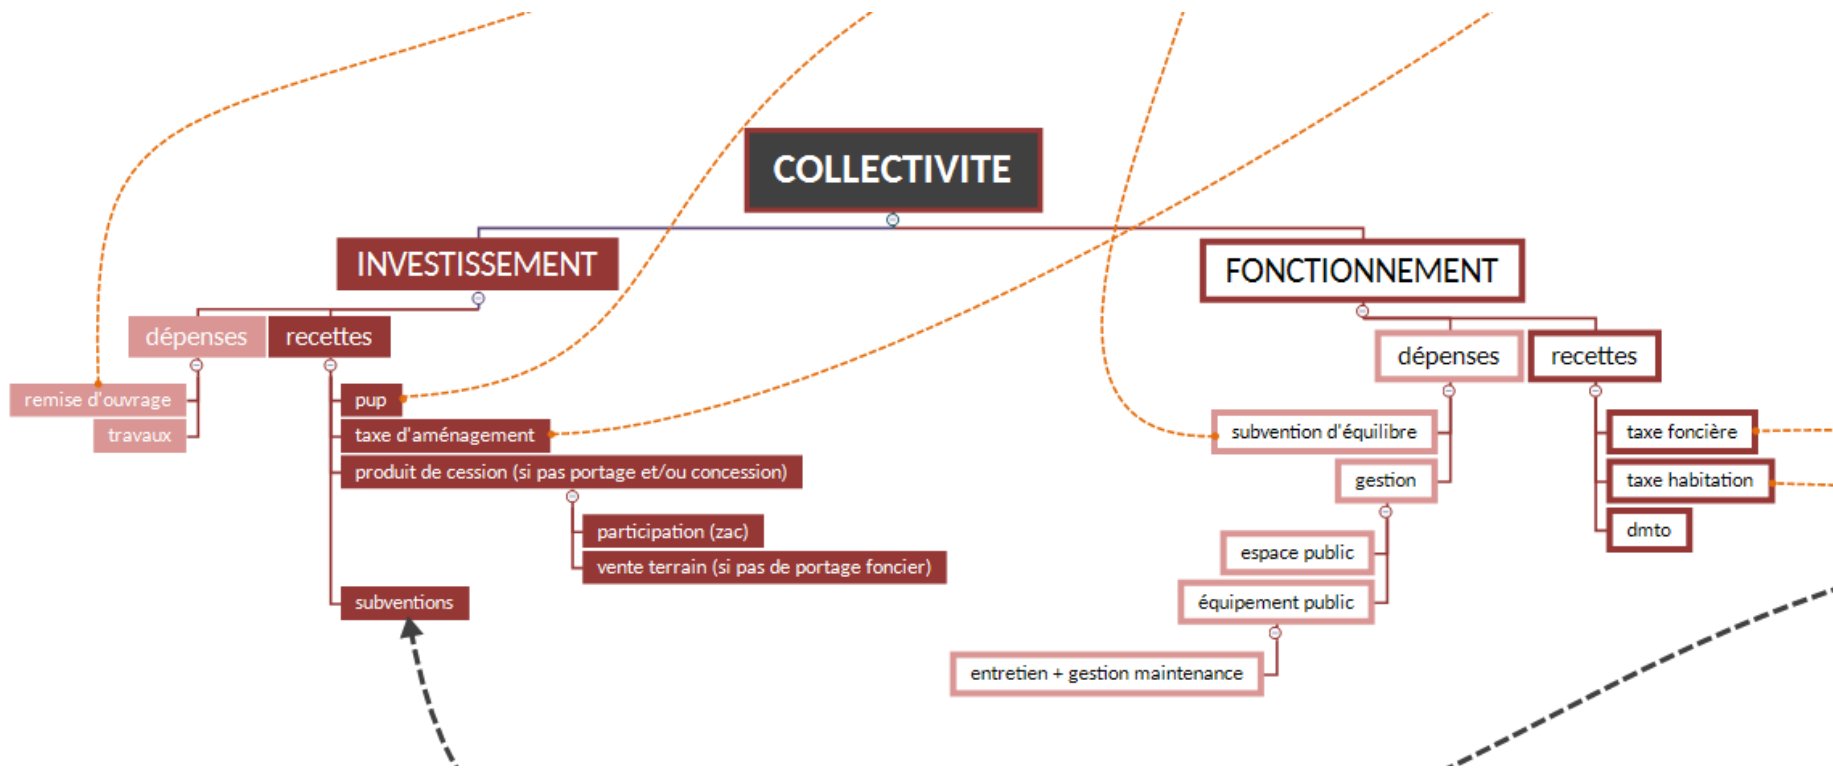 COLLECTIVITE
INVESTISSEMENT
dépenses
remise d'ouvrage
travaux
recettes
pup
taxe d'aménagement
produit de cession (si pas portage et/ou concession)
participation (zac)
vente terrain (si pas de portage foncier)
subventions
FONCTIONNEMENT
dépenses
subvention d'équilibre
gestion
espace public
équipement public
entretien + gestion maintenance
recettes
taxe foncière
taxe habitation
dmto